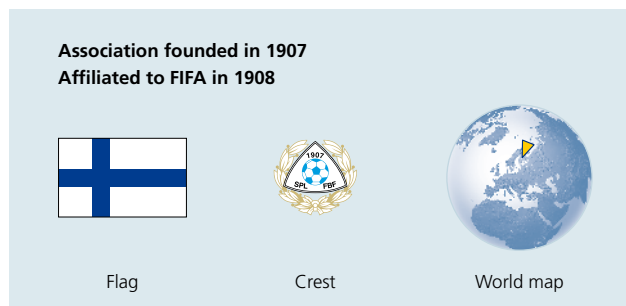 Association founded in 1907
Affiliated to FIFA in 1908
1907
SPL FBF
Flag
Crest
World map